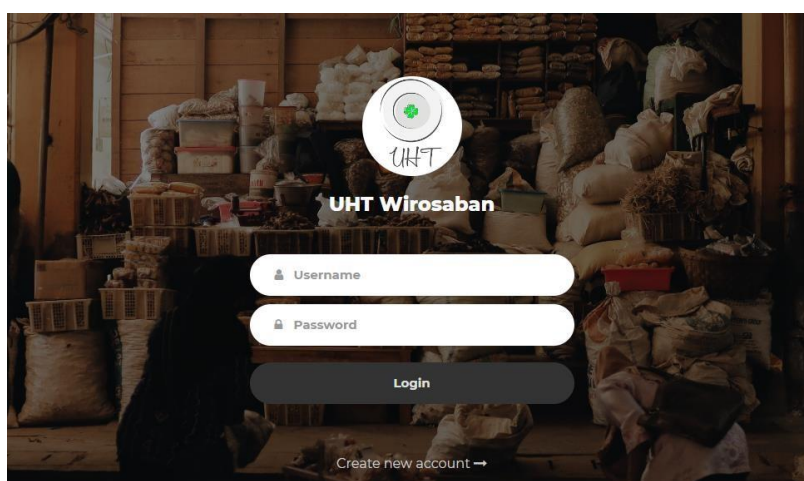 UHT
UHT Wirosaban
Username
Password
Login
Create new account →